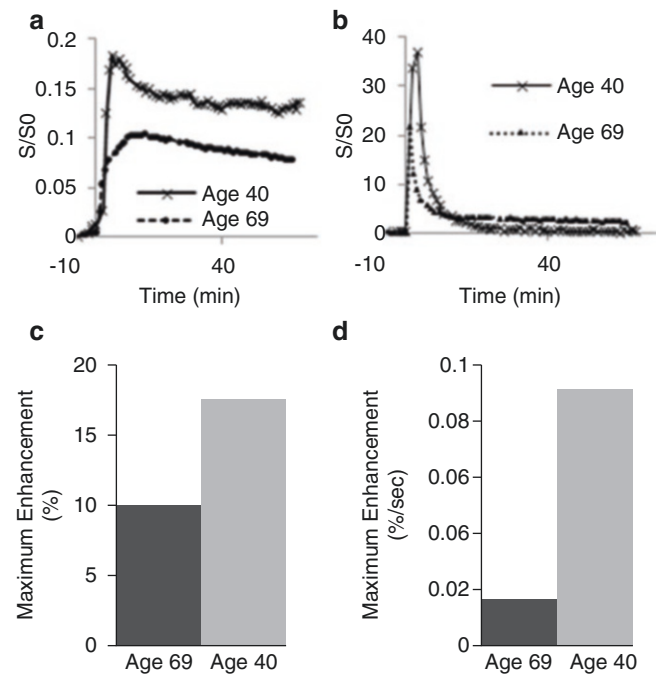 a
0.2
0.15
0.1
0.05
0
S/S0
Age 40
Age 69
-10
40
Time (min)
b
40
30
20
10
0
S/S0
Age 40
Age 69
-10
40
Time (min)
c
20
15
10
5
0
Maximum Enhancement
(%)
Age 69
Age 40
d
0.1
0.08
0.06
0.06
0.02
0
Maximum Enhancement
(%/sec)
Age 69
Age 40